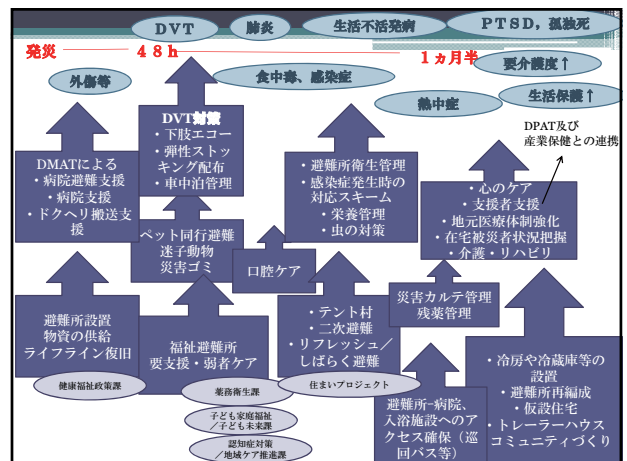 DVT
肺炎
生活不活発病
PTSD，孤独死
発災
48h
1ヵ月半
外傷等
食中毒、感染症
要介護度↑
熱中症
生活保護↑
DPAT及び
産業保健との連携
DMATによる
・病院避難支援
・病院支援
・ドクヘリ搬送支
援
DVT対策
・下肢エコー
・弾性ストッ
キング配布
・車中泊管理
・避難所衛生管理
・感染症発生時の
対応スキーム
・栄養管理
・虫の対策
・心のケア
・支援者支援
・地元医療体制強化
・在宅被災者状況把握
・介護・リハビリ
ペット同行避難
迷子動物
災害ゴミ
口腔ケア
災害カルテ管理
残薬管理
避難所設置
物資の供給
ライフライン復旧
福祉避難所
要支援・弱者ケア
・テント村
・二次避難
・リフレッシュ／
しばらく避難
避難所-病院、
入浴施設へのア
クセス確保（巡
回バス等）
・冷房や冷蔵庫等の
設置
・避難所再編成
・仮設住宅
・トレーラーハウス
コミュニティづくり
健康福祉政策課
薬務衛生課
住まいプロジェクト
子ども家庭福祉
/子ども未来課
認知症対策
/地域ケア推進課